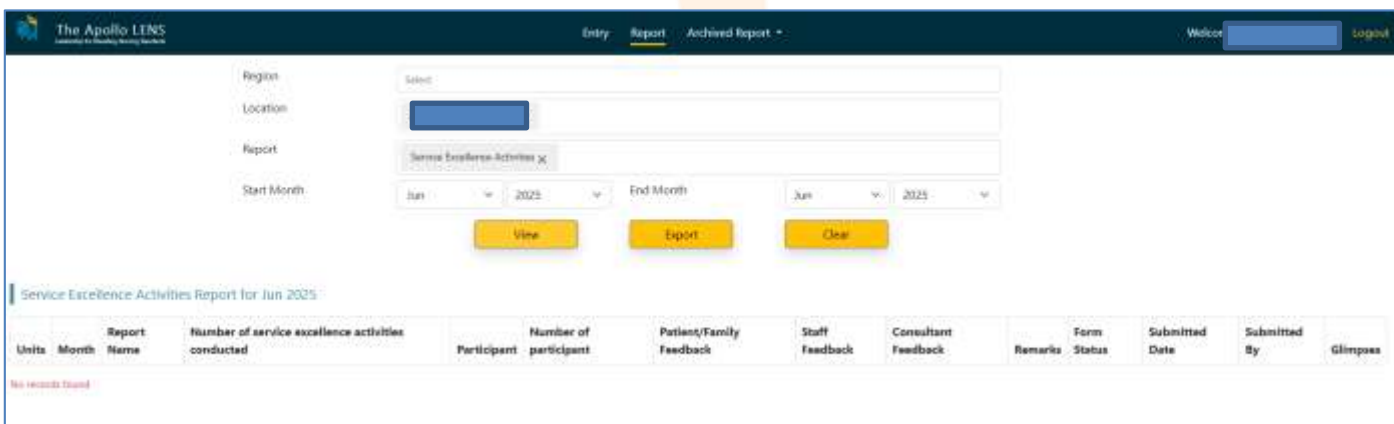 The Apollo LENS
Entry Report Archived Report Logout
Region Select
Location
Report Service Excellence Activities ×
Start Month Jun 2025 End Month Jun 2025
View Export Clear
Service Excellence Activities Report for Jun 2025
Units Month Report Name Number of service excellence activities conducted Participant Number of participant Patient/Family Feedback Staff Feedback Consultant Feedback Remarks Form Status Submitted Date Submitted By Glimpses
No records found